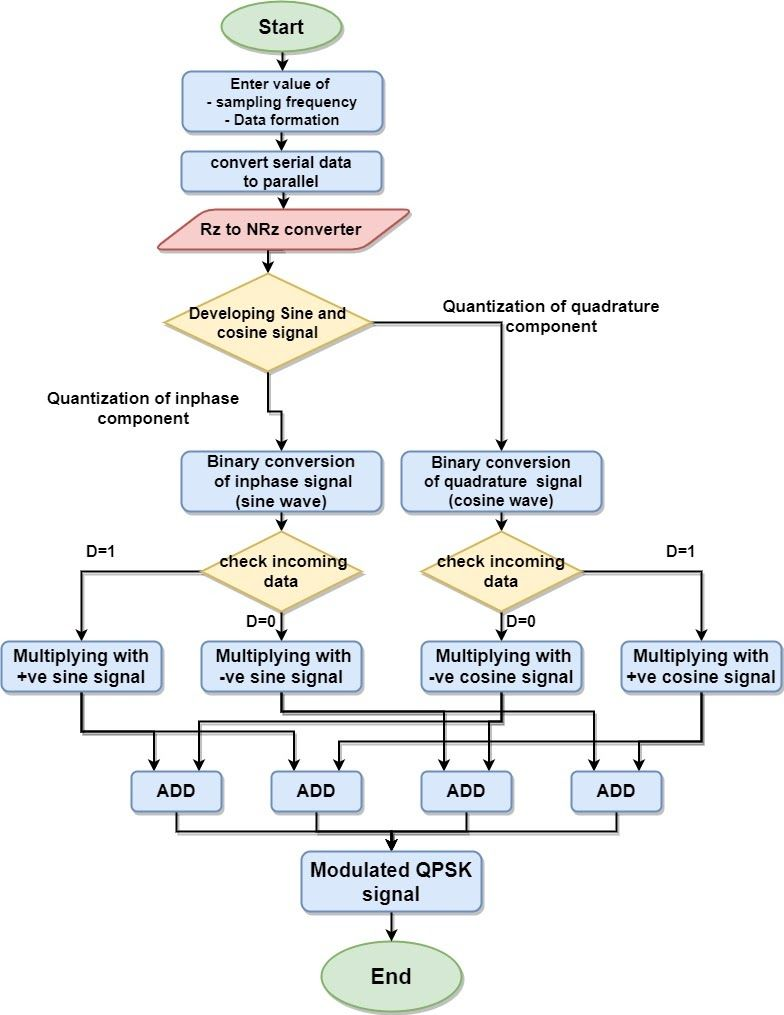 Start
Enter value of
- sampling frequency
- Data formation
convert serial data
to parallel
Rz to NRz converter
Developing Sine and
cosine signal
Quantization of quadrature
component
Quantization of inphase
component
Binary conversion
of inphase signal
(sine wave)
Binary conversion
of quadrature signal
(cosine wave)
D=1
check incoming
data
check incoming
data
D=1
D=0
D=0
Multiplying with
+ve sine signal
Multiplying with
-ve sine signal
Multiplying with
-ve cosine signal
Multiplying with
+ve cosine signal
ADD
ADD
ADD
ADD
Modulated QPSK
signal
End